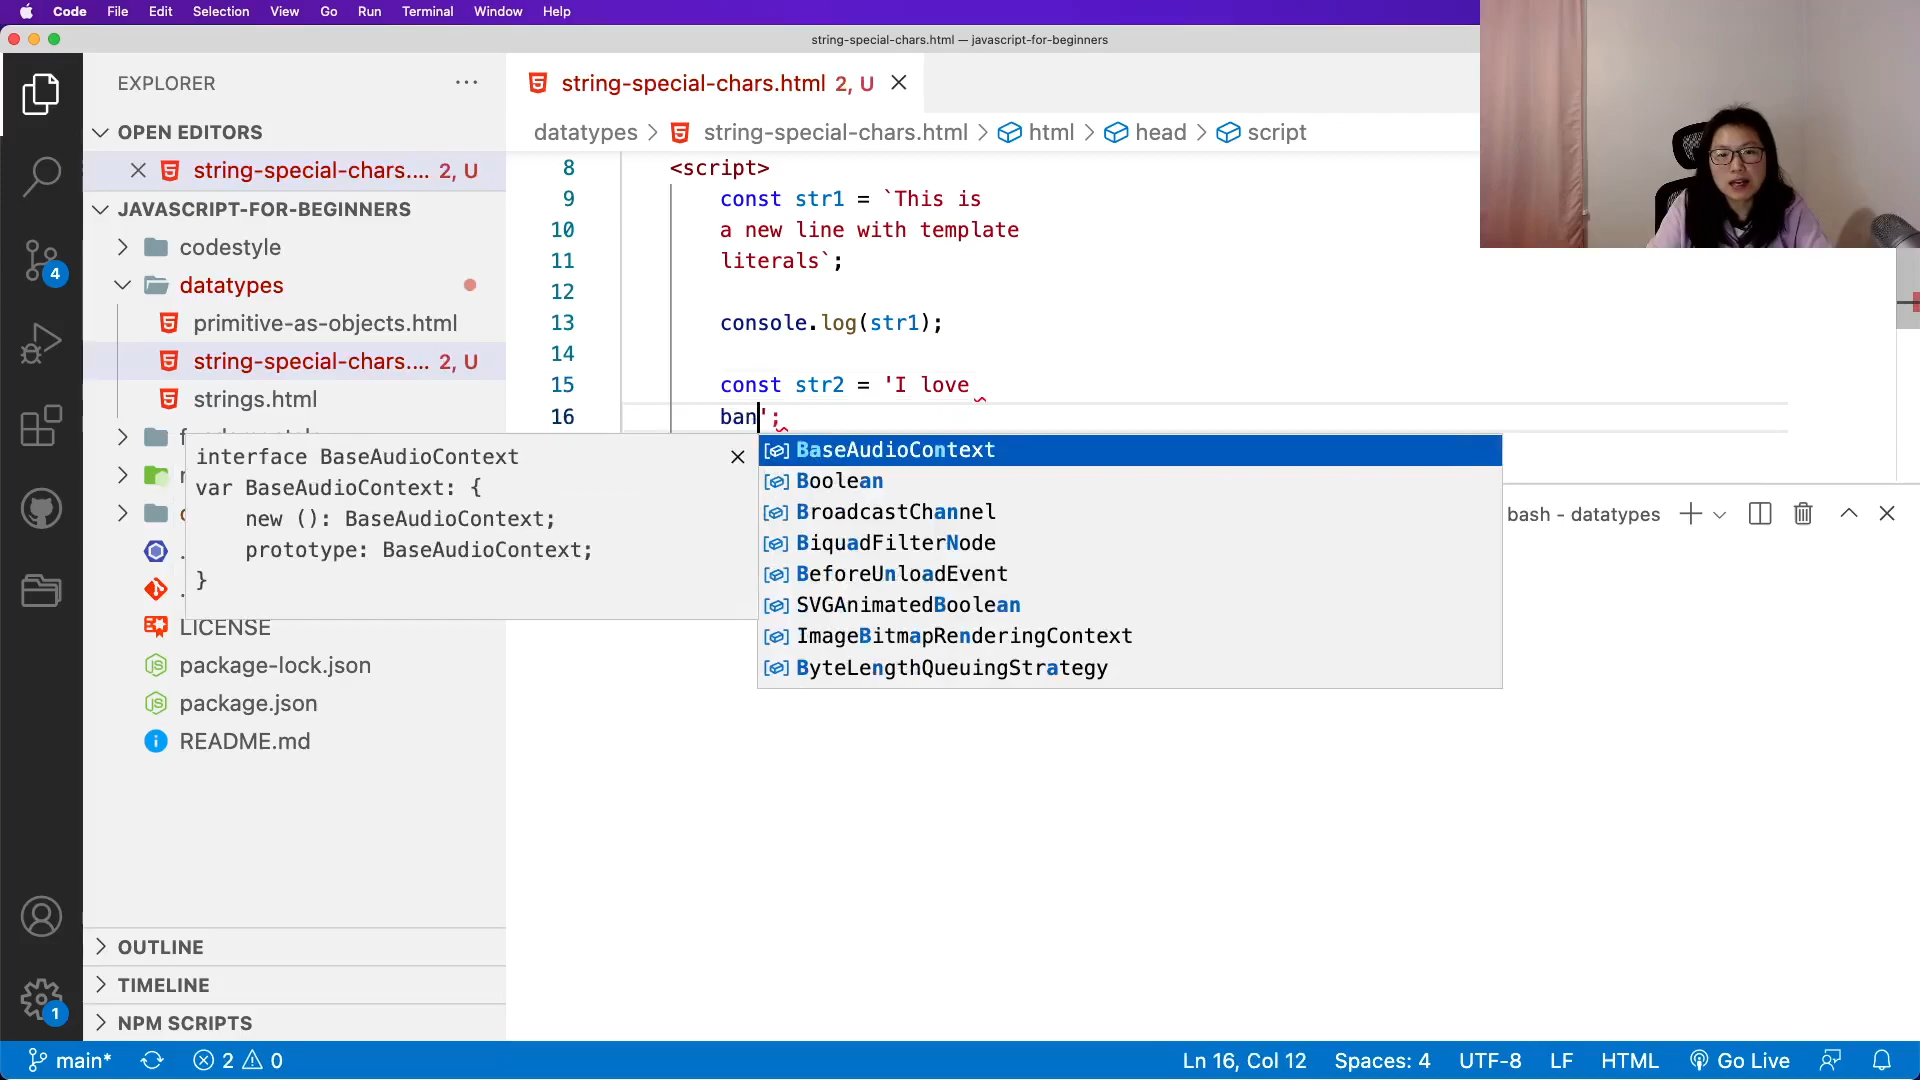 Code File Edit Selection View Go Run Terminal Window Help
string-special-chars.html — javascript-for-beginners
EXPLORER
string-special-chars.html 2, U
OPEN EDITORS
datatypes string-special-chars.html html head script
string-special-chars.... 2, U
JAVASCRIPT-FOR-BEGINNERS
codestyle
datatypes
primitive-as-objects.html
string-special-chars.... 2, U
strings.html
LICENSE
package-lock.json
package.json
README.md
OUTLINE
TIMELINE
NPM SCRIPTS
4
1
8 <script>
9 const str1 = `This is
10 a new line with template
11 literals`;
12
13 console.log(str1);
14
15 const str2 = 'I love
16 ban';
interface BaseAudioContext
var BaseAudioContext: {
new (): BaseAudioContext;
prototype: BaseAudioContext;
}
BaseAudioContext
Boolean
BroadcastChannel
BiquadFilterNode
BeforeUnloadEvent
SVGAnimatedBoolean
ImageBitmapRenderingContext
ByteLengthQueuingStrategy
bash - datatypes
main* 2 0 Ln 16, Col 12 Spaces: 4 UTF-8 LF HTML Go Live